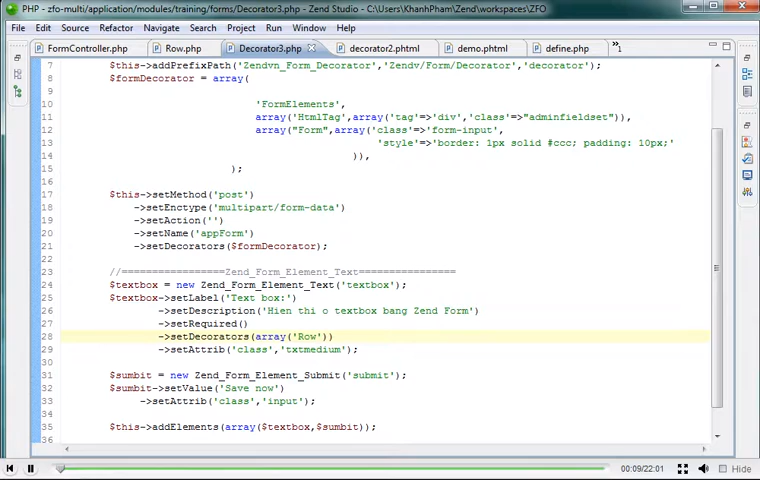 PHP - zfo-multi/application/modules/training/forms/Decorator3.php - Zend Studio - C:\Users\KhanhPham\Zend\workspaces\ZFO
File Edit Source Refactor Navigate Search Project Run Window Help
FormController.php Row.php Decorator3.php decorator2.phtml demo.phtml define.php »1
7 $this->addPrefixPath('Zendvn_Form_Decorator','Zendv/Form/Decorator','decorator');
8 $formDecorator = array(
9
10 'FormElements',
11 array('HtmlTag',array('tag'=>'div','class'=>"adminfieldset")),
12 array("Form",array('class'=>'form-input',
13 'style'=>'border: 1px solid #ccc; padding: 10px;'
14 )),
15 );
16
17 $this->setMethod('post')
18 ->setEnctype('multipart/form-data')
19 ->setAction('')
20 ->setName('appForm')
21 ->setDecorators($formDecorator);
22
23 //=================Zend_Form_Element_Text================
24 $textbox = new Zend_Form_Element_Text('textbox');
25 $textbox->setLabel('Text box:')
26 ->setDescription('Hien thi o textbox bang Zend Form')
27 ->setRequired()
28 ->setDecorators(array('Row'))
29 ->setAttrib('class','txtmedium');
30
31 $sumbit = new Zend_Form_Element_Submit('submit');
32 $sumbit->setValue('Save now')
33 ->setAttrib('class','input');
34
35 $this->addElements(array($textbox,$sumbit));
36
00:09/22:01 Hide